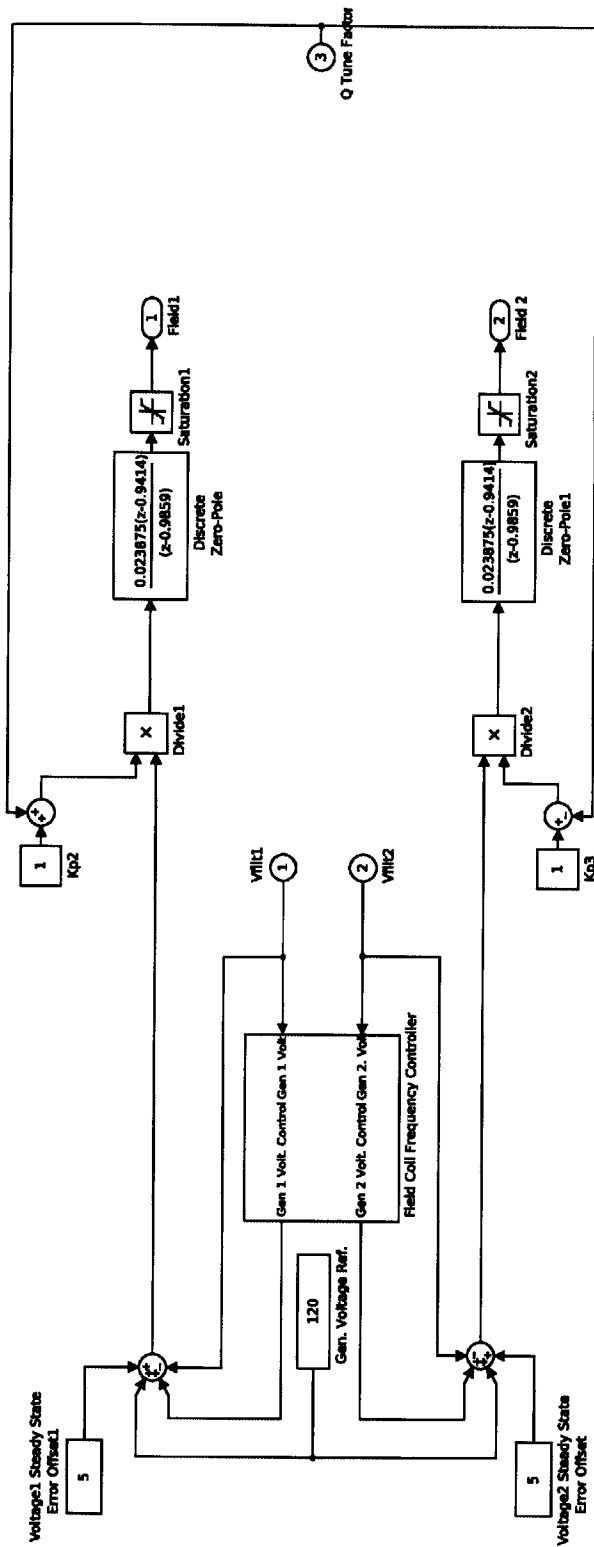 Voltage1 Steady State
Error Offset1
5
++
+-
120
Gen. Voltage Ref.
Gen 1 Volt. Control
Gen 1 Volt
Gen 2 Volt. Control
Gen 2. Volt
Field Coil Frequency Controller
Vfilt1
1
Vfilt2
2
1
Kp2
+
+
×
Divide1
0.023875(z-0.9414)
(z-0.9859)
Discrete
Zero-Pole
Saturation1
1
Field1
3
Q Tune Factor
Voltage2 Steady State
Error Offset
5
-
+++
1
Kp3
+
-
×
Divide2
0.023875(z-0.9414)
(z-0.9859)
Discrete
Zero-Pole1
Saturation2
2
Field 2